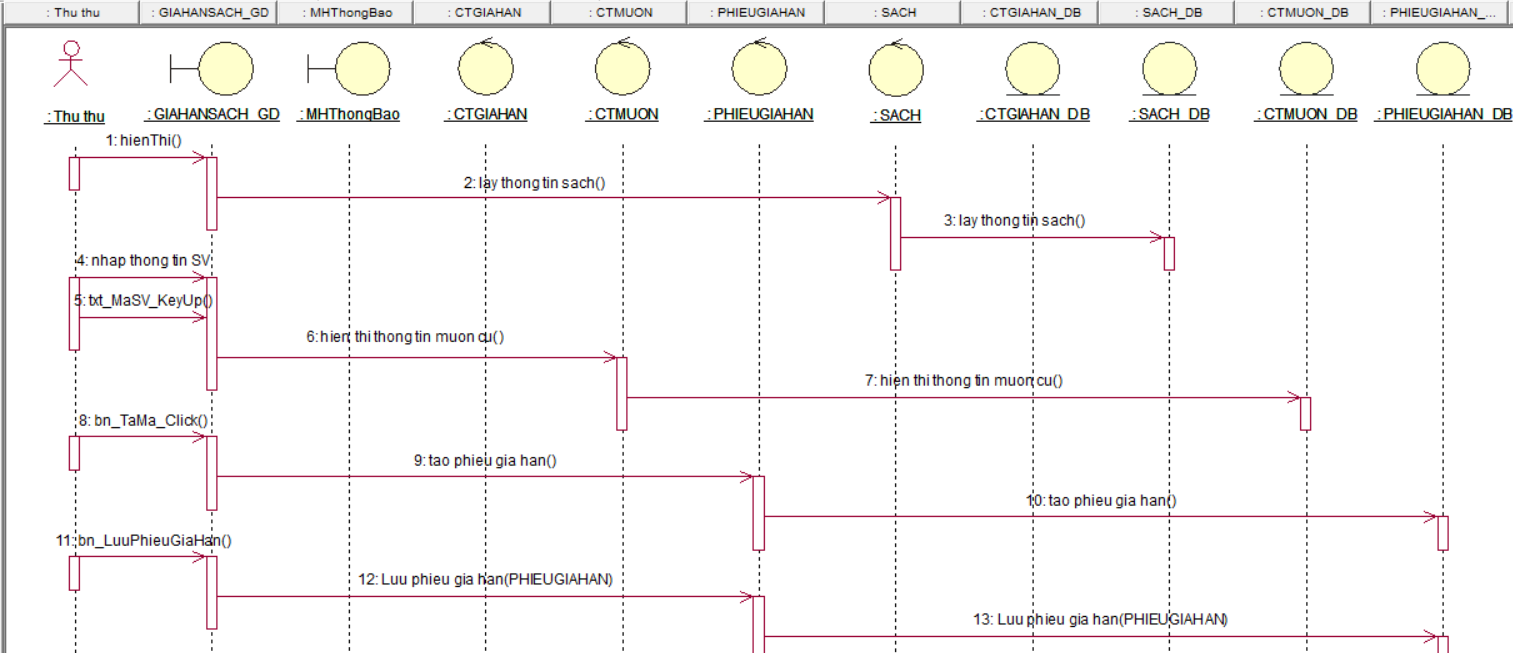 : Thu thu : GIAHANSACH_GD : MHThongBao : CTGIAHAN : CTMUON : PHIEUGIAHAN : SACH : CTGIAHAN_DB : SACH_DB : CTMUON_DB : PHIEUGIAHAN_...
: Thu thu : GIAHANSACH_GD : MHThongBao : CTGIAHAN : CTMUON : PHIEUGIAHAN : SACH : CTGIAHAN_DB : SACH_DB : CTMUON_DB : PHIEUGIAHAN_DB
1: hienThi()
2: lay thong tin sach()
3: lay thong tin sach()
4: nhap thong tin SV
5: txt_MaSV_KeyUp()
6: hien thi thong tin muon cu()
7: hien thi thong tin muon cu()
8: bn_TaMa_Click()
9: tao phieu gia han()
10: tao phieu gia han()
11: bn_LuuPhieuGiaHan()
12: Luu phieu gia han(PHIEUGIAHAN)
13: Luu phieu gia han(PHIEUGIAHAN)